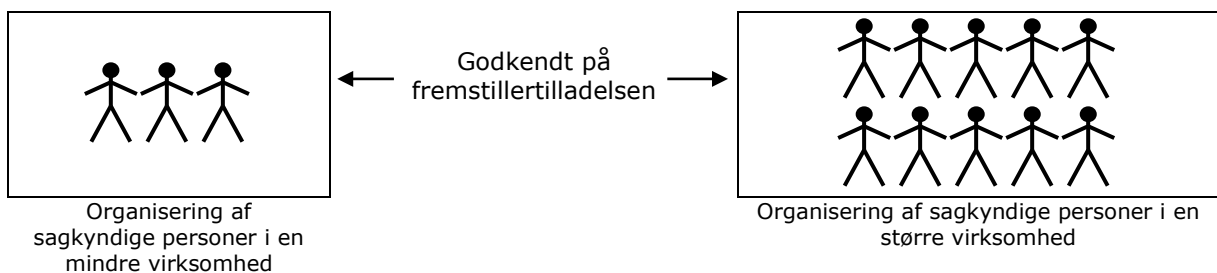 Godkendt på
fremstillertilladelsen
Organisering af
sagkyndige personer i en
mindre virksomhed
Organisering af sagkyndige personer i en
større virksomhed